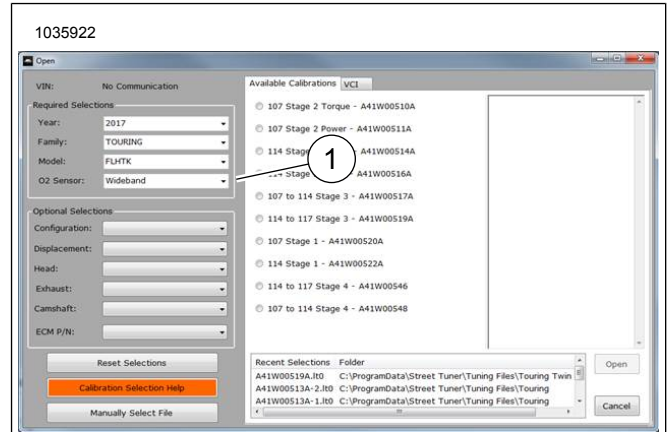 1035922
Open
VIN: No Communication
Required Selections
Year: 2017
Family: TOURING
Model: FLHTK
O2 Sensor: Wideband
Optional Selections
Configuration:
Displacement:
Head:
Exhaust:
Camshaft:
ECM P/N:
Reset Selections
Calibration Selection Help
Manually Select File
Available Calibrations VCI
107 Stage 2 Torque - A41W00510A
107 Stage 2 Power - A41W00511A
114 Stage A41W00514A
Stage A41W00516A
107 to 114 Stage 3 - A41W00517A
114 to 117 Stage 3 - A41W00519A
107 Stage 1 - A41W00520A
114 Stage 1 - A41W00522A
114 to 117 Stage 4 - A41W00546
107 to 114 Stage 4 - A41W00548
1
Recent Selections Folder
A41W00519A.lt0 C:\ProgramData\Street Tuner\Tuning Files\Touring Twin
A41W00513A-2.lt0 C:\ProgramData\Street Tuner\Tuning Files\Touring
A41W00513A-1.lt0 C:\ProgramData\Street Tuner\Tuning Files\Touring
Open
Cancel